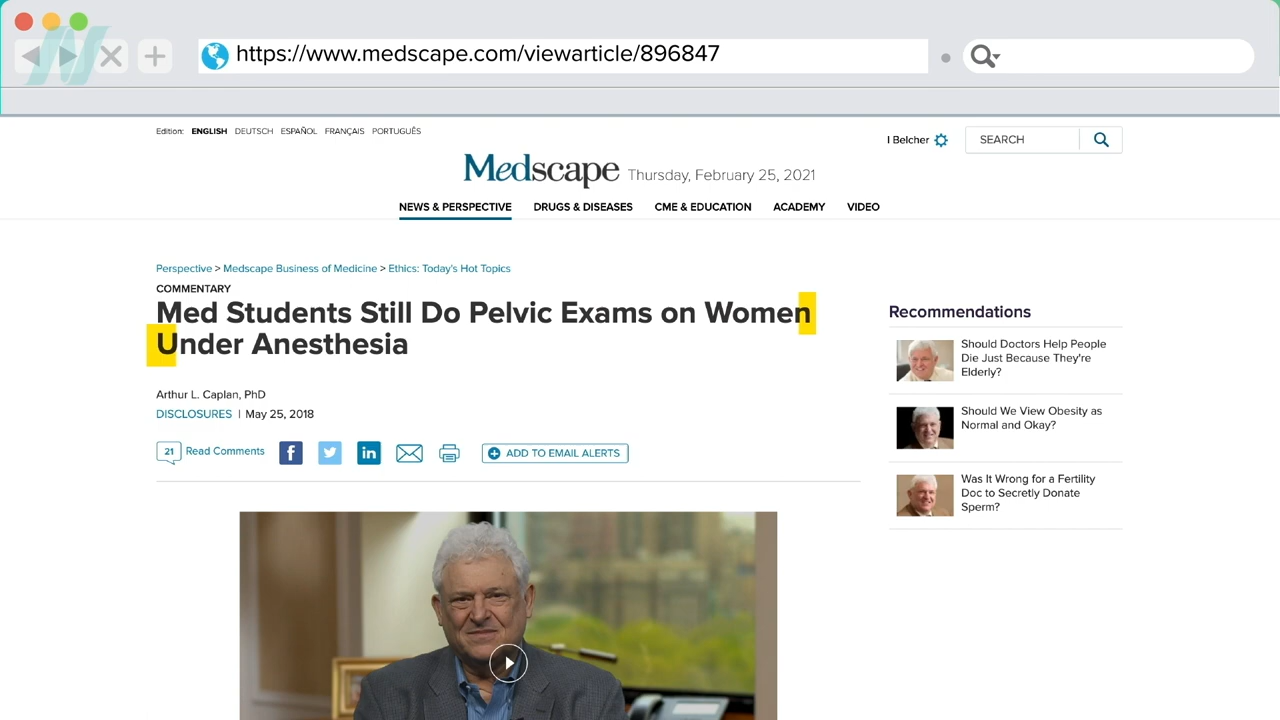 https://www.medscape.com/viewarticle/896847
Edition: ENGLISH DEUTSCH ESPAÑOL FRANÇAIS PORTUGUÊS
I Belcher
SEARCH
Medscape Thursday, February 25, 2021
NEWS & PERSPECTIVE DRUGS & DISEASES CME & EDUCATION ACADEMY VIDEO
Perspective > Medscape Business of Medicine > Ethics: Today's Hot Topics
COMMENTARY
Med Students Still Do Pelvic Exams on Women
Under Anesthesia
Arthur L. Caplan, PhD
DISCLOSURES | May 25, 2018
21 Read Comments
f
in
ADD TO EMAIL ALERTS
Recommendations
Should Doctors Help People
Die Just Because They're
Elderly?
Should We View Obesity as
Normal and Okay?
Was It Wrong for a Fertility
Doc to Secretly Donate
Sperm?